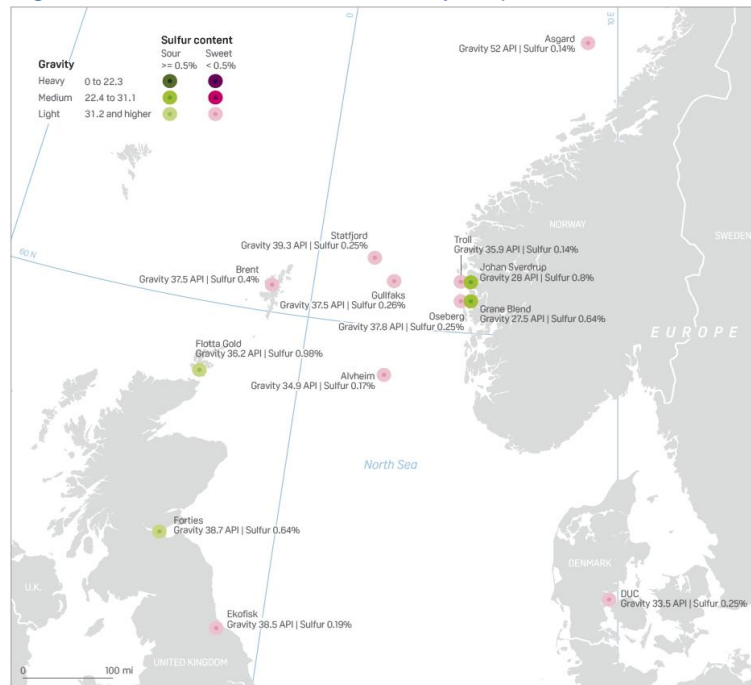 0
10 E
Sulfur content
Sour
Sweet
Gravity
>= 0.5%
< 0.5%
Heavy 0 to 22.3
Medium 22.4 to 31.1
Light 31.2 and higher
Asgard
Gravity 52 API | Sulfur 0.14%
NORWAY
SWEDEN
60 N
Statfjord
Gravity 39.3 API | Sulfur 0.25%
Troll
Gravity 35.9 API | Sulfur 0.14%
Brent
Gravity 37.5 API | Sulfur 0.4%
Johan Sverdrup
Gravity 28 API | Sulfur 0.8%
Gullfaks
Gravity 37.5 API | Sulfur 0.26%
Grane Blend
Gravity 27.5 API | Sulfur 0.64%
Oseberg
Gravity 37.8 API | Sulfur 0.25%
EUROPE
Flotta Gold
Gravity 36.2 API | Sulfur 0.98%
Alvheim
Gravity 34.9 API | Sulfur 0.17%
North Sea
Forties
Gravity 38.7 API | Sulfur 0.64%
DENMARK
U.K.
DUC
Gravity 33.5 API | Sulfur 0.25%
Ekofisk
Gravity 38.5 API | Sulfur 0.19%
UNITED KINGDOM
0 100 mi